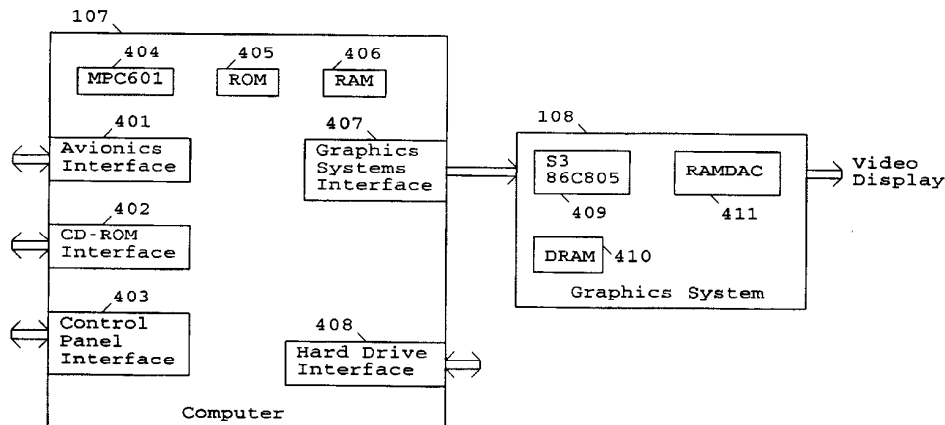 107
404
405
406
MPC601
ROM
RAM
401
Avionics
Interface
407
Graphics
Systems
Interface
402
CD-ROM
Interface
403
Control
Panel
Interface
408
Hard Drive
Interface
Computer
108
S3
86C805
409
RAMDAC
411
DRAM
410
Graphics System
Video
Display